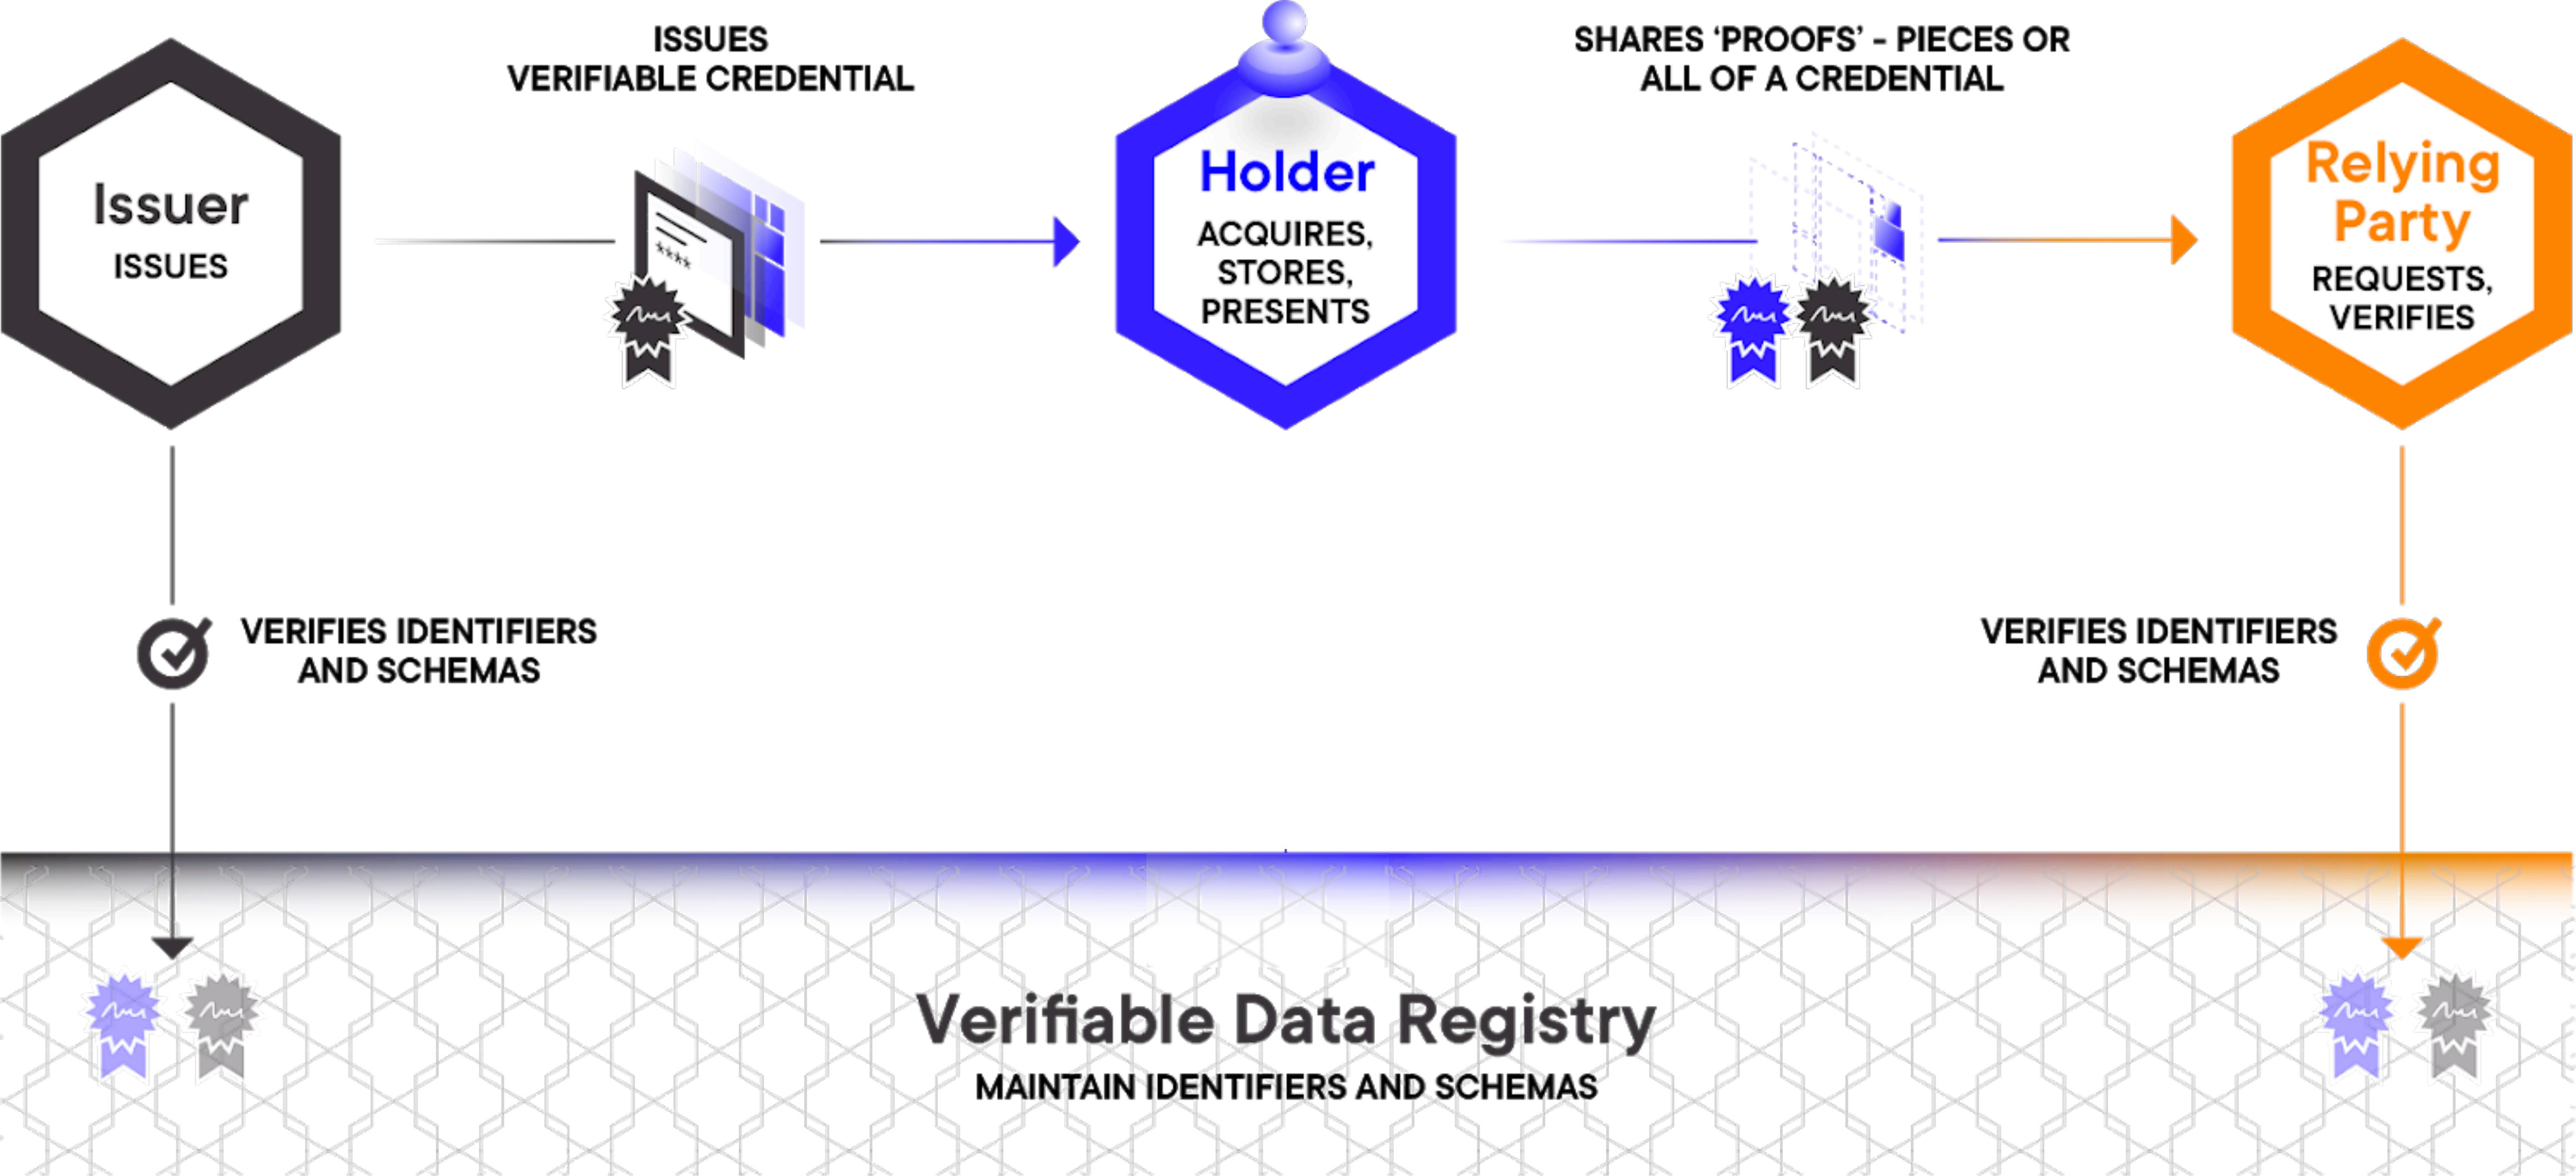 ISSUES
VERIFIABLE CREDENTIAL
SHARES ‘PROOFS’ - PIECES OR
ALL OF A CREDENTIAL
Issuer
ISSUES
****
Holder
ACQUIRES,
STORES,
PRESENTS
Relying
Party
REQUESTS,
VERIFIES
VERIFIES IDENTIFIERS
AND SCHEMAS
VERIFIES IDENTIFIERS
AND SCHEMAS
Verifiable Data Registry
MAINTAIN IDENTIFIERS AND SCHEMAS